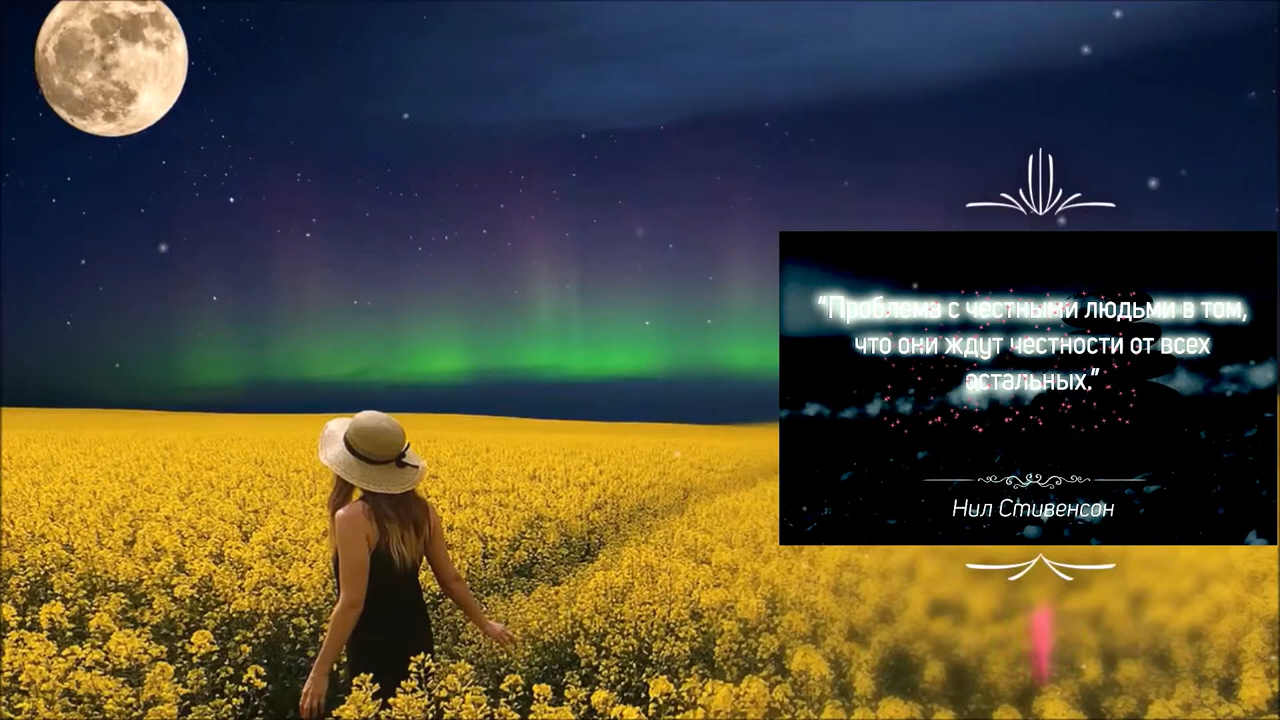 “Проблема с честными людьми в том,
что они ждут честности от всех
остальных.”
Нил Стивенсон